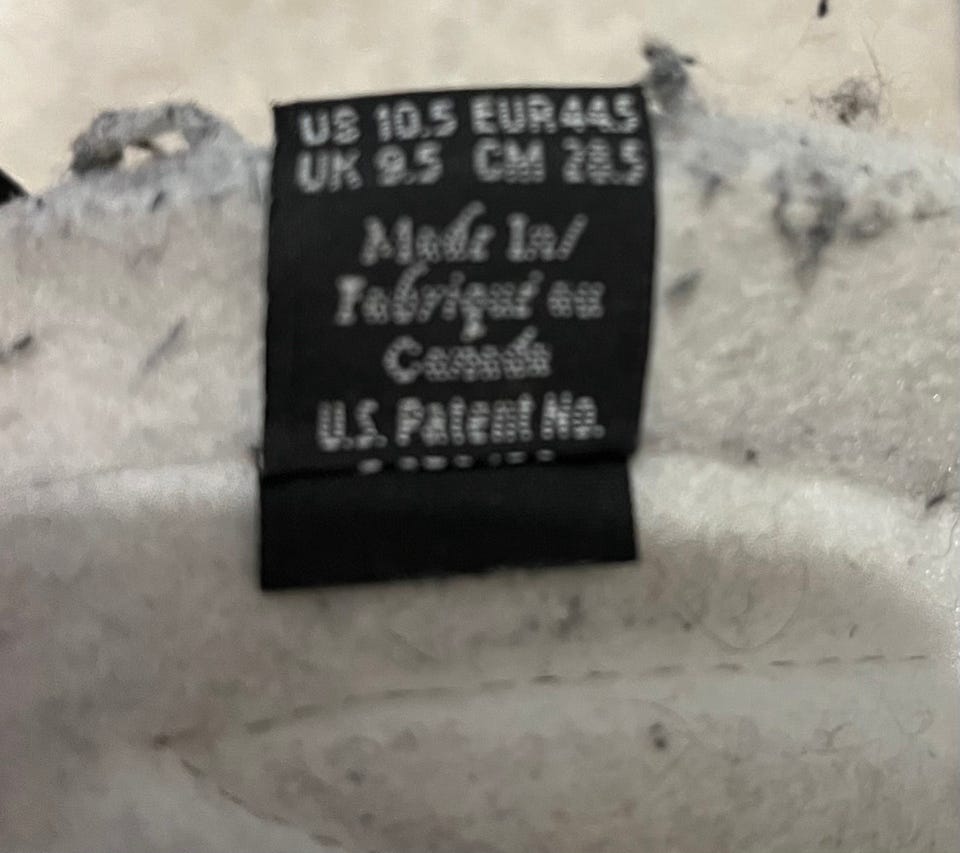 US 10.5 EUR 44.5
UK 9.5 CM 28.5
Made In/
Fabriqué au
Canada
U.S. Patent No.